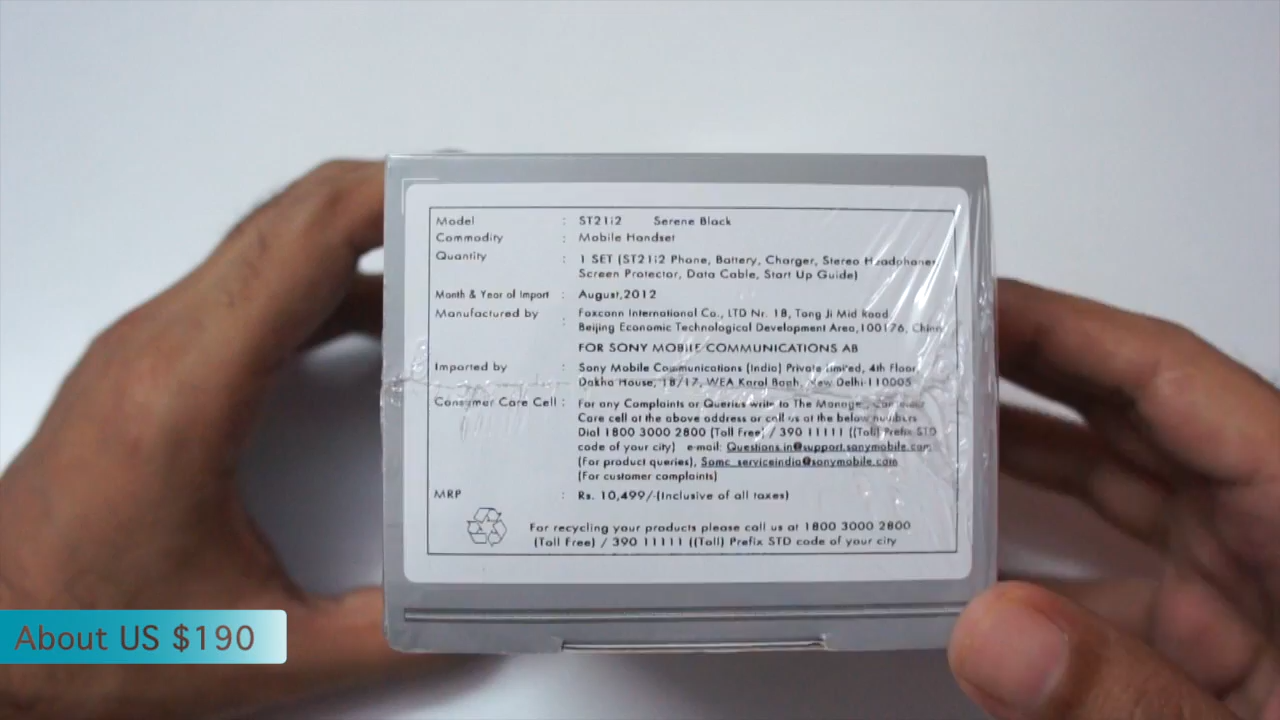 Model : ST21i2 Serene Black
Commodity : Mobile Handset
Quantity : 1 SET (ST21i2 Phone, Battery, Charger, Stereo Headphone
Screen Protector, Data Cable, Start Up Guide)
Month & Year of Import : August,2012
Manufactured by : Foxconn International Co., LTD Nr. 18, Tong Ji Mid Road
Beijing Economic Technological Development Area,100176, China
FOR SONY MOBILE COMMUNICATIONS AB
Imported by : Sony Mobile Communications (India) Private Limited, 4th Floor
Dakha House, 18/17, WEA Karol Bagh, New Delhi-110005
Consumer Care Cell : For any Complaints or Queries write to The Manager, Consumer
Care cell at the above address or call us at the below numbers
Dial 1800 3000 2800 (Toll Free) / 390 11111 ((Toll) Prefix STD
code of your city) e-mail: Questions.in@support.sonymobile.com
(For product queries), Somc_serviceindia@sonymobile.com
(For customer complaints)
MRP : Rs. 10,499/-(Inclusive of all taxes)
For recycling your products please call us at 1800 3000 2800
(Toll Free) / 390 11111 ((Toll) Prefix STD code of your city
About US $190